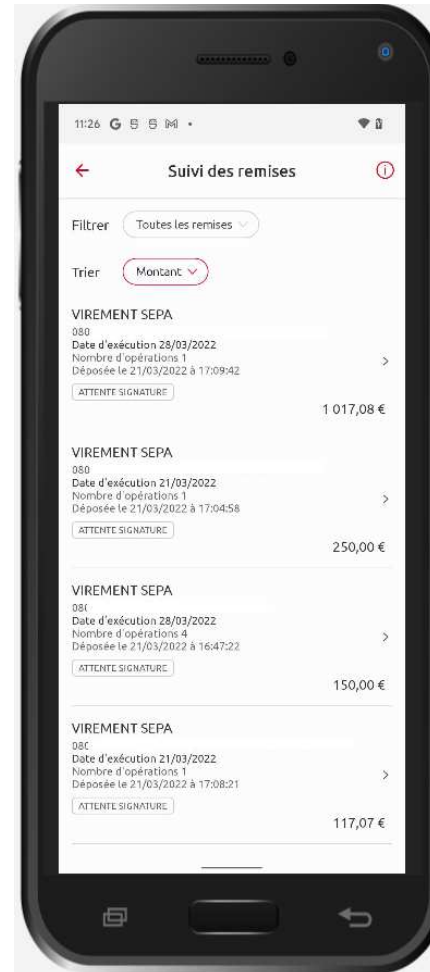 11:26 G
Suivi des remises
Filtrer Toutes les remises
Trier Montant
VIREMENT SEPA
080
Date d'exécution 28/03/2022
Nombre d'opérations 1
Déposée le 21/03/2022 à 17:09:42
ATTENTE SIGNATURE
1 017,08 €
VIREMENT SEPA
080
Date d'exécution 21/03/2022
Nombre d'opérations 1
Déposée le 21/03/2022 à 17:04:58
ATTENTE SIGNATURE
250,00 €
VIREMENT SEPA
08
Date d'exécution 28/03/2022
Nombre d'opérations 4
Déposée le 21/03/2022 à 16:47:22
ATTENTE SIGNATURE
150,00 €
VIREMENT SEPA
080
Date d'exécution 21/03/2022
Nombre d'opérations 1
Déposée le 21/03/2022 à 17:08:21
ATTENTE SIGNATURE
117,07 €